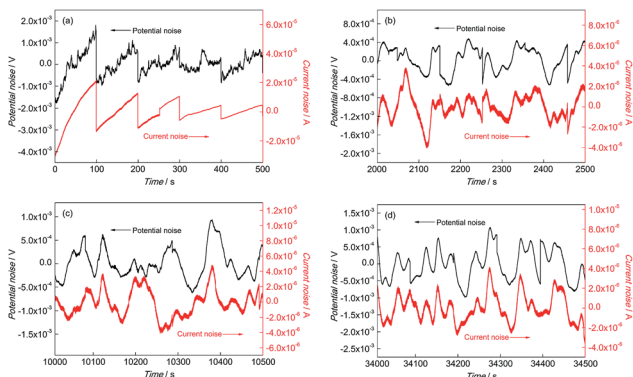 (a)
Potential noise
Current noise
2.0x10⁻³
1.0x10⁻³
0.0
-1.0x10⁻³
-2.0x10⁻³
-3.0x10⁻³
-4.0x10⁻³
Potential noise / V
6.0x10⁻⁶
2.0x10⁻⁶
-2.0x10⁻⁶
Current noise / A
0 100 200 300 400 500
Time / s
(b)
Potential noise
Current noise
8.0x10⁻⁴
4.0x10⁻⁴
0.0
-4.0x10⁻⁴
-8.0x10⁻⁴
-1.2x10⁻³
-1.6x10⁻³
-2.0x10⁻³
Potential noise / V
8.0x10⁻⁶
6.0x10⁻⁶
4.0x10⁻⁶
2.0x10⁻⁶
0.0
-2.0x10⁻⁶
-4.0x10⁻⁶
Current noise / A
2000 2100 2200 2300 2400 2500
Time / s
(c)
Potential noise
Current noise
1.0x10⁻³
5.0x10⁻⁴
0.0
-5.0x10⁻⁴
-1.0x10⁻³
-1.5x10⁻³
Potential noise / V
1.2x10⁻⁵
1.0x10⁻⁵
8.0x10⁻⁶
6.0x10⁻⁶
4.0x10⁻⁶
2.0x10⁻⁶
0.0
-2.0x10⁻⁶
-4.0x10⁻⁶
-6.0x10⁻⁶
Current noise / A
10000 10100 10200 10300 10400 10500
Time / s
(d)
Potential noise
Current noise
1.5x10⁻³
1.0x10⁻³
5.0x10⁻⁴
0.0
-5.0x10⁻⁴
-1.0x10⁻³
-1.5x10⁻³
-2.0x10⁻³
-2.5x10⁻³
Potential noise / V
1.0x10⁻⁵
8.0x10⁻⁶
6.0x10⁻⁶
4.0x10⁻⁶
2.0x10⁻⁶
0.0
-2.0x10⁻⁶
-4.0x10⁻⁶
Current noise / A
34000 34100 34200 34300 34400 34500
Time / s